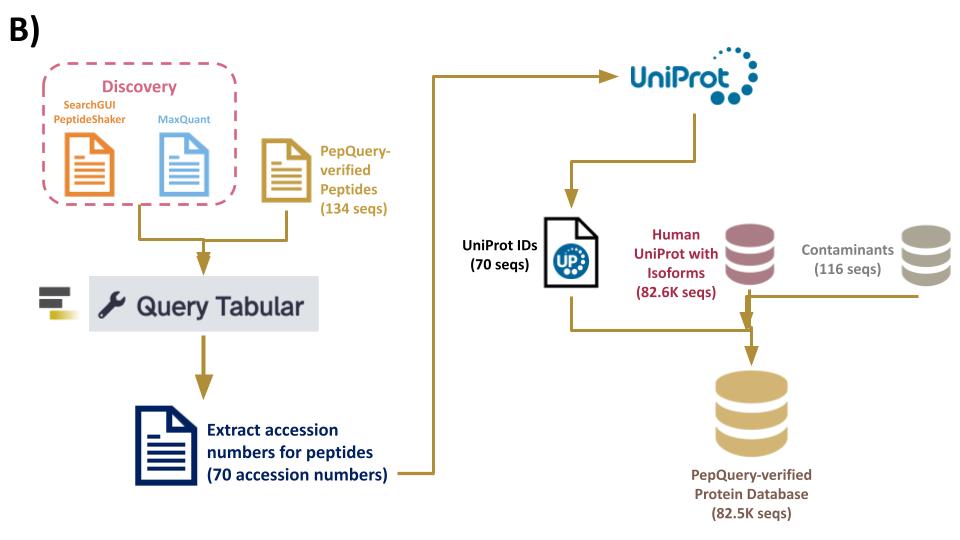 B)
Discovery
SearchGUI
PeptideShaker
MaxQuant
PepQuery-
verified
Peptides
(134 seqs)
Query Tabular
Extract accession
numbers for peptides
(70 accession numbers)
UniProt
UniProt IDs
(70 seqs)
UP
Human
UniProt with
Isoforms
(82.6K seqs)
Contaminants
(116 seqs)
PepQuery-verified
Protein Database
(82.5K seqs)